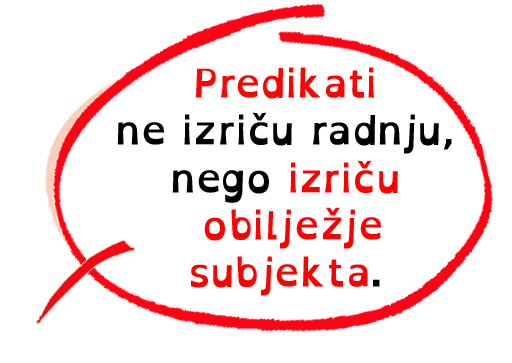 Predikati
ne izriču radnju,
nego izriču
obilježje
subjekta.